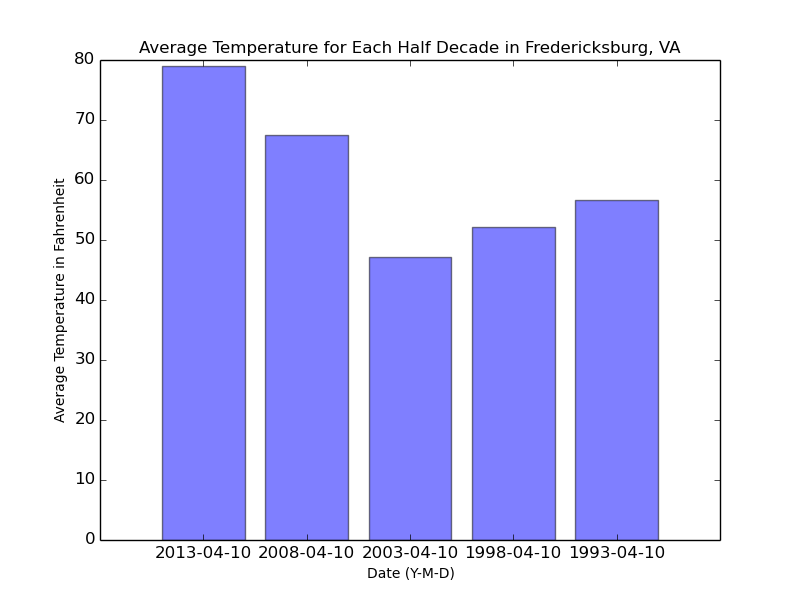 Average Temperature for Each Half Decade in Fredericksburg, VA
80
70
60
50
40
30
20
10
0
Average Temperature in Fahrenheit
2013-04-10 2008-04-10 2003-04-10 1998-04-10 1993-04-10
Date (Y-M-D)